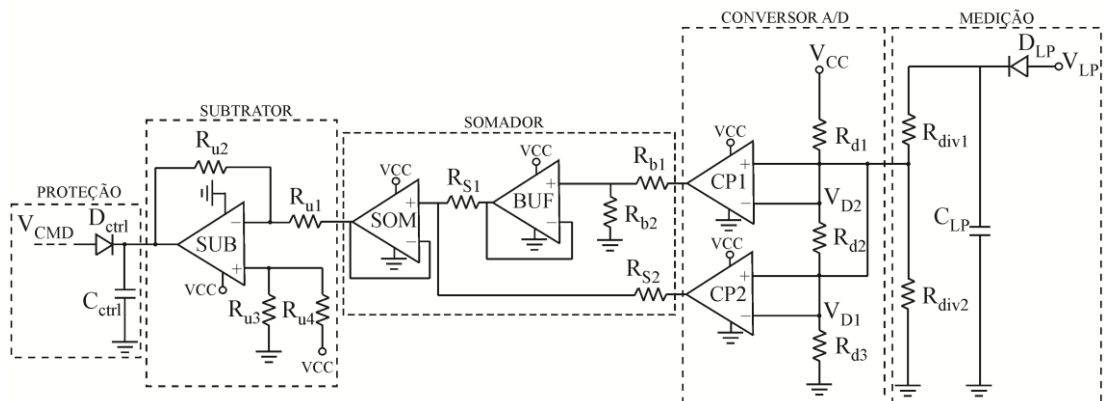 CONVERSOR A/D
MEDIÇÃO
D_LP
V_LP
V_CC
SUBTRATOR
SOMADOR
R_d1
R_div1
VCC
R_u2
VCC
R_b1
+
CP1
−
VCC
R_S1
+
BUF
−
V_D2
PROTEÇÃO
R_u1
+
SOM
−
R_b2
R_d2
C_LP
V_CMD
D_ctrl
−
SUB
+
VCC
R_S2
+
CP2
−
V_D1
R_div2
C_ctrl
VCC
R_u3
R_u4
R_d3
VCC